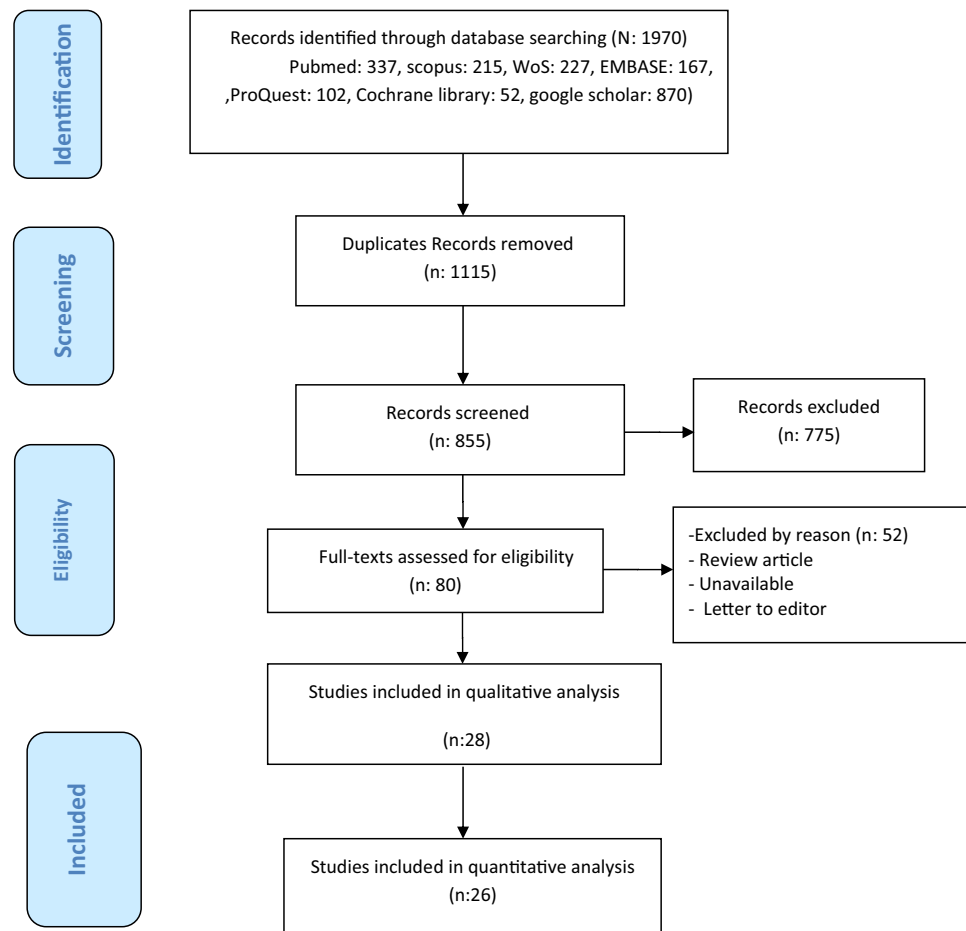 Identification
Records identified through database searching (N: 1970)
Pubmed: 337, scopus: 215, WoS: 227, EMBASE: 167,
,ProQuest: 102, Cochrane library: 52, google scholar: 870)
Screening
Duplicates Records removed
(n: 1115)
Records screened
(n: 855)
Records excluded
(n: 775)
Eligibility
Full-texts assessed for eligibility
(n: 80)
-Excluded by reason (n: 52)
- Review article
- Unavailable
- Letter to editor
Included
Studies included in qualitative analysis
(n:28)
Studies included in quantitative analysis
(n:26)